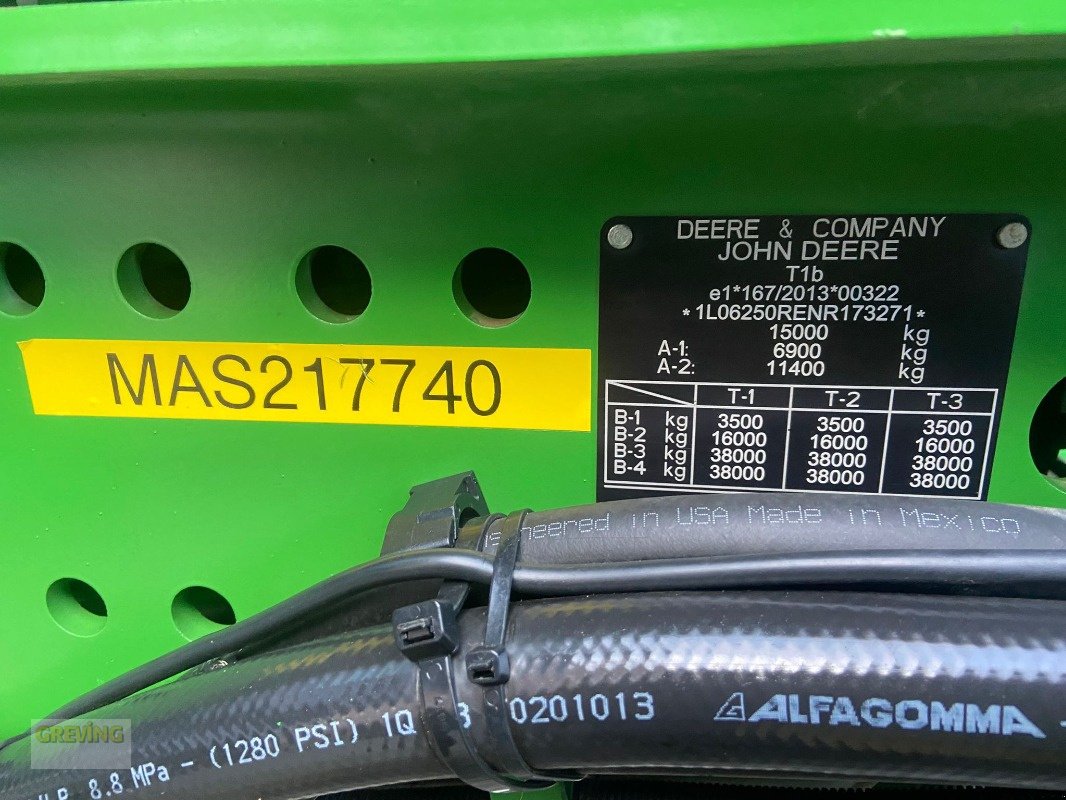 DEERE & COMPANY
JOHN DEERE
T1b
e1*167/2013*00322
*1L06250RENR173271*
15000 kg
A-1: 6900 kg
A-2: 11400 kg
T-1 T-2 T-3
B-1 kg 3500 3500 3500
B-2 kg 16000 16000 16000
B-3 kg 38000 38000 38000
B-4 kg 38000 38000 38000
MAS217740
neered in USA Made in Mexico
8.8 MPa - (1280 PSI) 1Q 3 0201013 ALFAGOMMA
GREVING